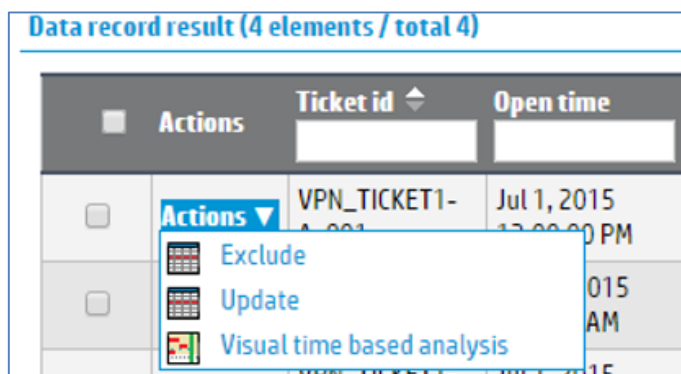 Data record result (4 elements / total 4)
Actions
Ticket id
Open time
Actions ▼
VPN_TICKET1-
Jul 1, 2015
PM
Exclude
Update
015
AM
Visual time based analysis